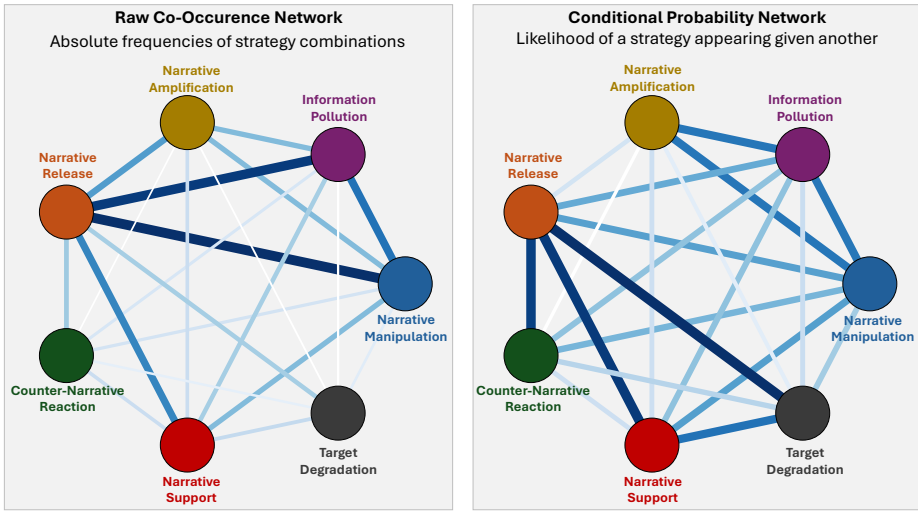 Raw Co-Occurence Network
Absolute frequencies of strategy combinations
Narrative
Amplification
Information
Pollution
Narrative
Release
Narrative
Manipulation
Counter-Narrative
Reaction
Target
Degradation
Narrative
Support
Conditional Probability Network
Likelihood of a strategy appearing given another
Narrative
Amplification
Information
Pollution
Narrative
Release
Narrative
Manipulation
Counter-Narrative
Reaction
Target
Degradation
Narrative
Support